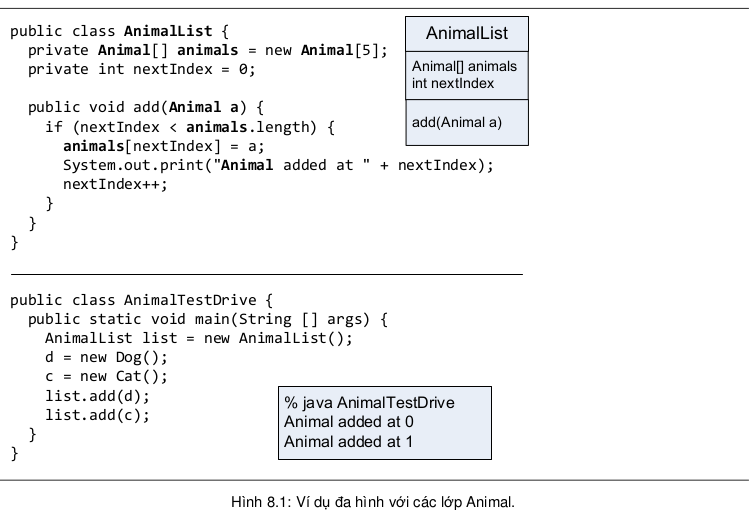 public class AnimalList {
  private Animal[] animals = new Animal[5];
  private int nextIndex = 0;
  public void add(Animal a) {
    if (nextIndex < animals.length) {
      animals[nextIndex] = a;
      System.out.print("Animal added at " + nextIndex);
      nextIndex++;
    }
  }
}
AnimalList
Animal[] animals
int nextIndex
add(Animal a)
public class AnimalTestDrive {
  public static void main(String [] args) {
    AnimalList list = new AnimalList();
    d = new Dog();
    c = new Cat();
    list.add(d);
    list.add(c);
  }
}
% java AnimalTestDrive
Animal added at 0
Animal added at 1
Hình 8.1: Ví dụ đa hình với các lớp Animal.